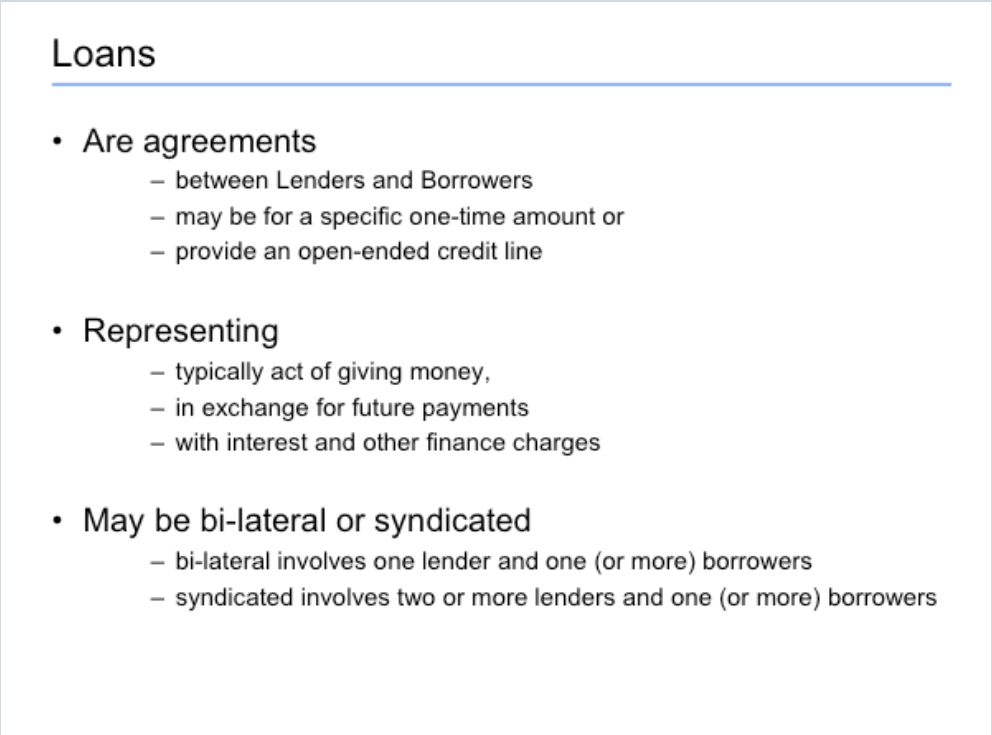 Loans
• Are agreements
– between Lenders and Borrowers
– may be for a specific one-time amount or
– provide an open-ended credit line
• Representing
– typically act of giving money,
– in exchange for future payments
– with interest and other finance charges
• May be bi-lateral or syndicated
– bi-lateral involves one lender and one (or more) borrowers
– syndicated involves two or more lenders and one (or more) borrowers